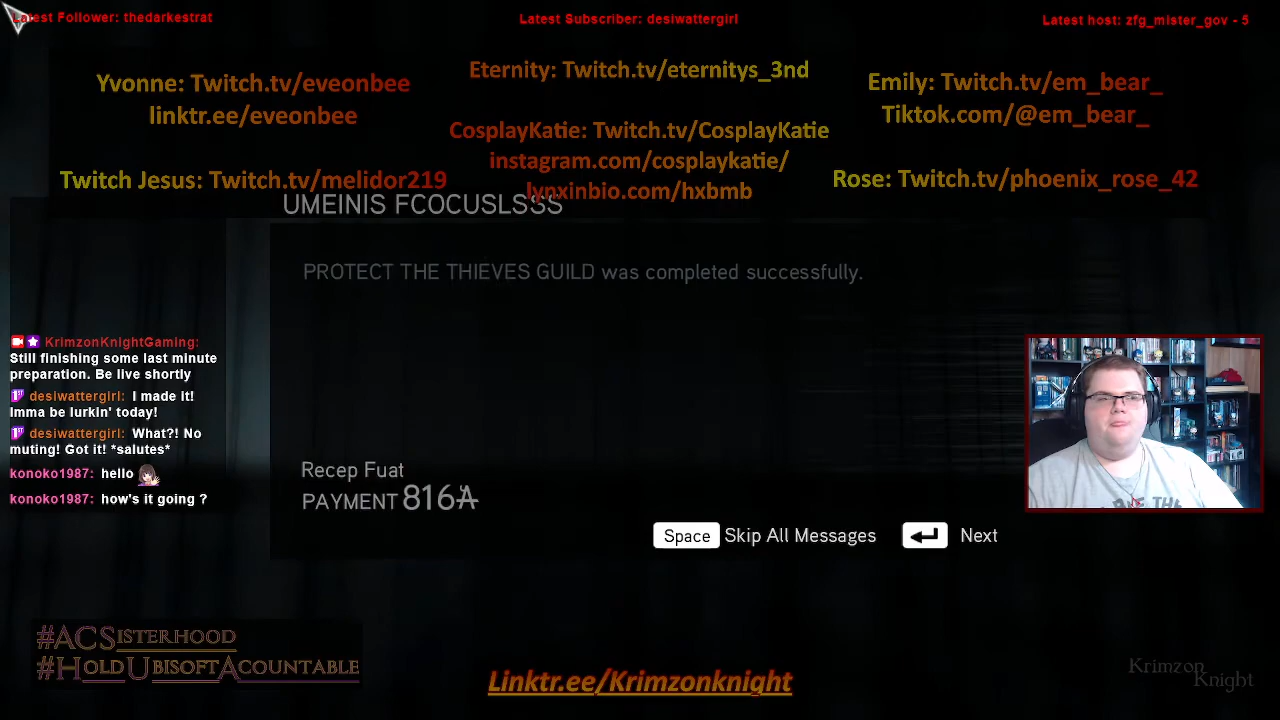 Latest Follower: thedarkestrat
Latest Subscriber: desiwattergirl
Latest host: zfg_mister_gov - 5
Yvonne: Twitch.tv/eveonbee
linktr.ee/eveonbee
Eternity: Twitch.tv/eternitys_3nd
Emily: Twitch.tv/em_bear_
Tiktok.com/@em_bear_
CosplayKatie: Twitch.tv/CosplayKatie
instagram.com/cosplaykatie/
lynxinbio.com/hxbmb
Twitch Jesus: Twitch.tv/melidor219
Rose: Twitch.tv/phoenix_rose_42
PROTECT THE THIEVES GUILD was completed successfully.
KrimzonKnightGaming:
Still finishing some last minute
preparation. Be live shortly
desiwattergirl: I made it!
Imma be lurkin' today!
desiwattergirl: What?! No
muting! Got it! *salutes*
konoko1987: hello
konoko1987: how's it going ?
Recep Fuat
PAYMENT 816
Space Skip All Messages Next
#ACSisterhood
#HoldUbisoftAcountable
Linktr.ee/Krimzonknight
Krimzon
Knight